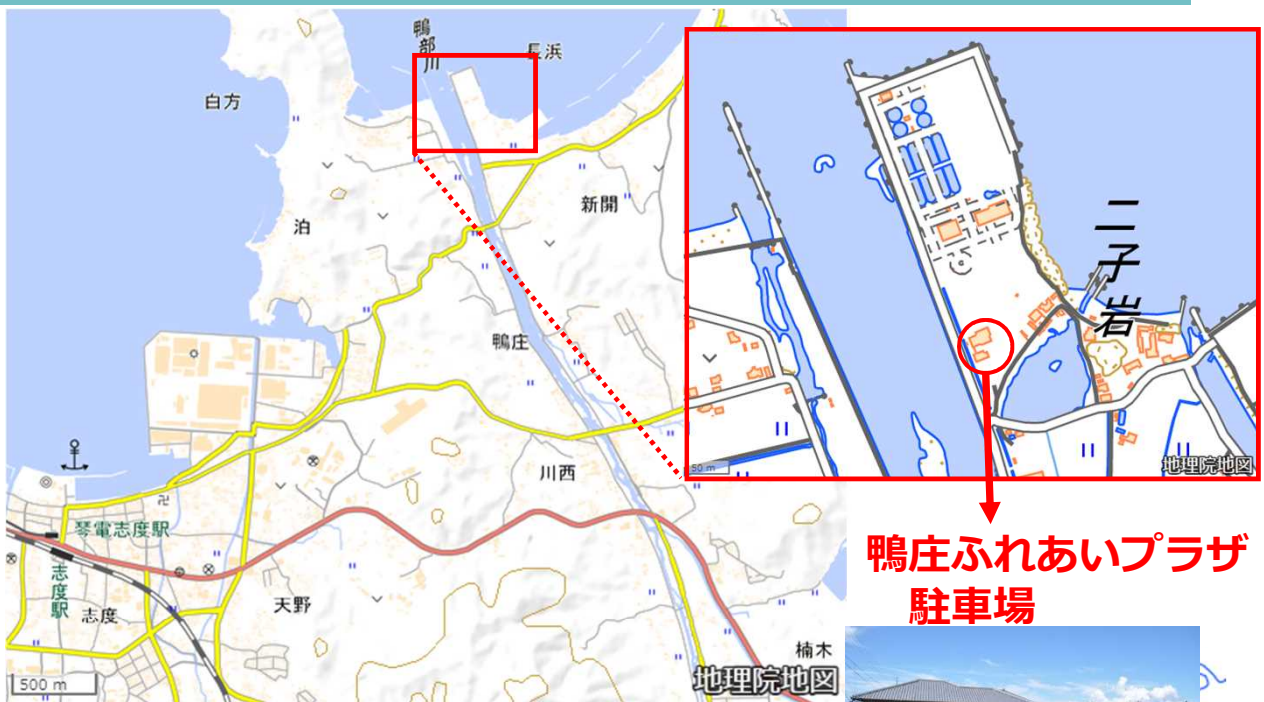 鴨部川
長浜
白方
新開
泊
鴨庄
川西
琴電志度駅
志度駅
志度
天野
楠木
500 m
地理院地図
二子岩
50 m
地理院地図
鴨庄ふれあいプラザ
駐車場